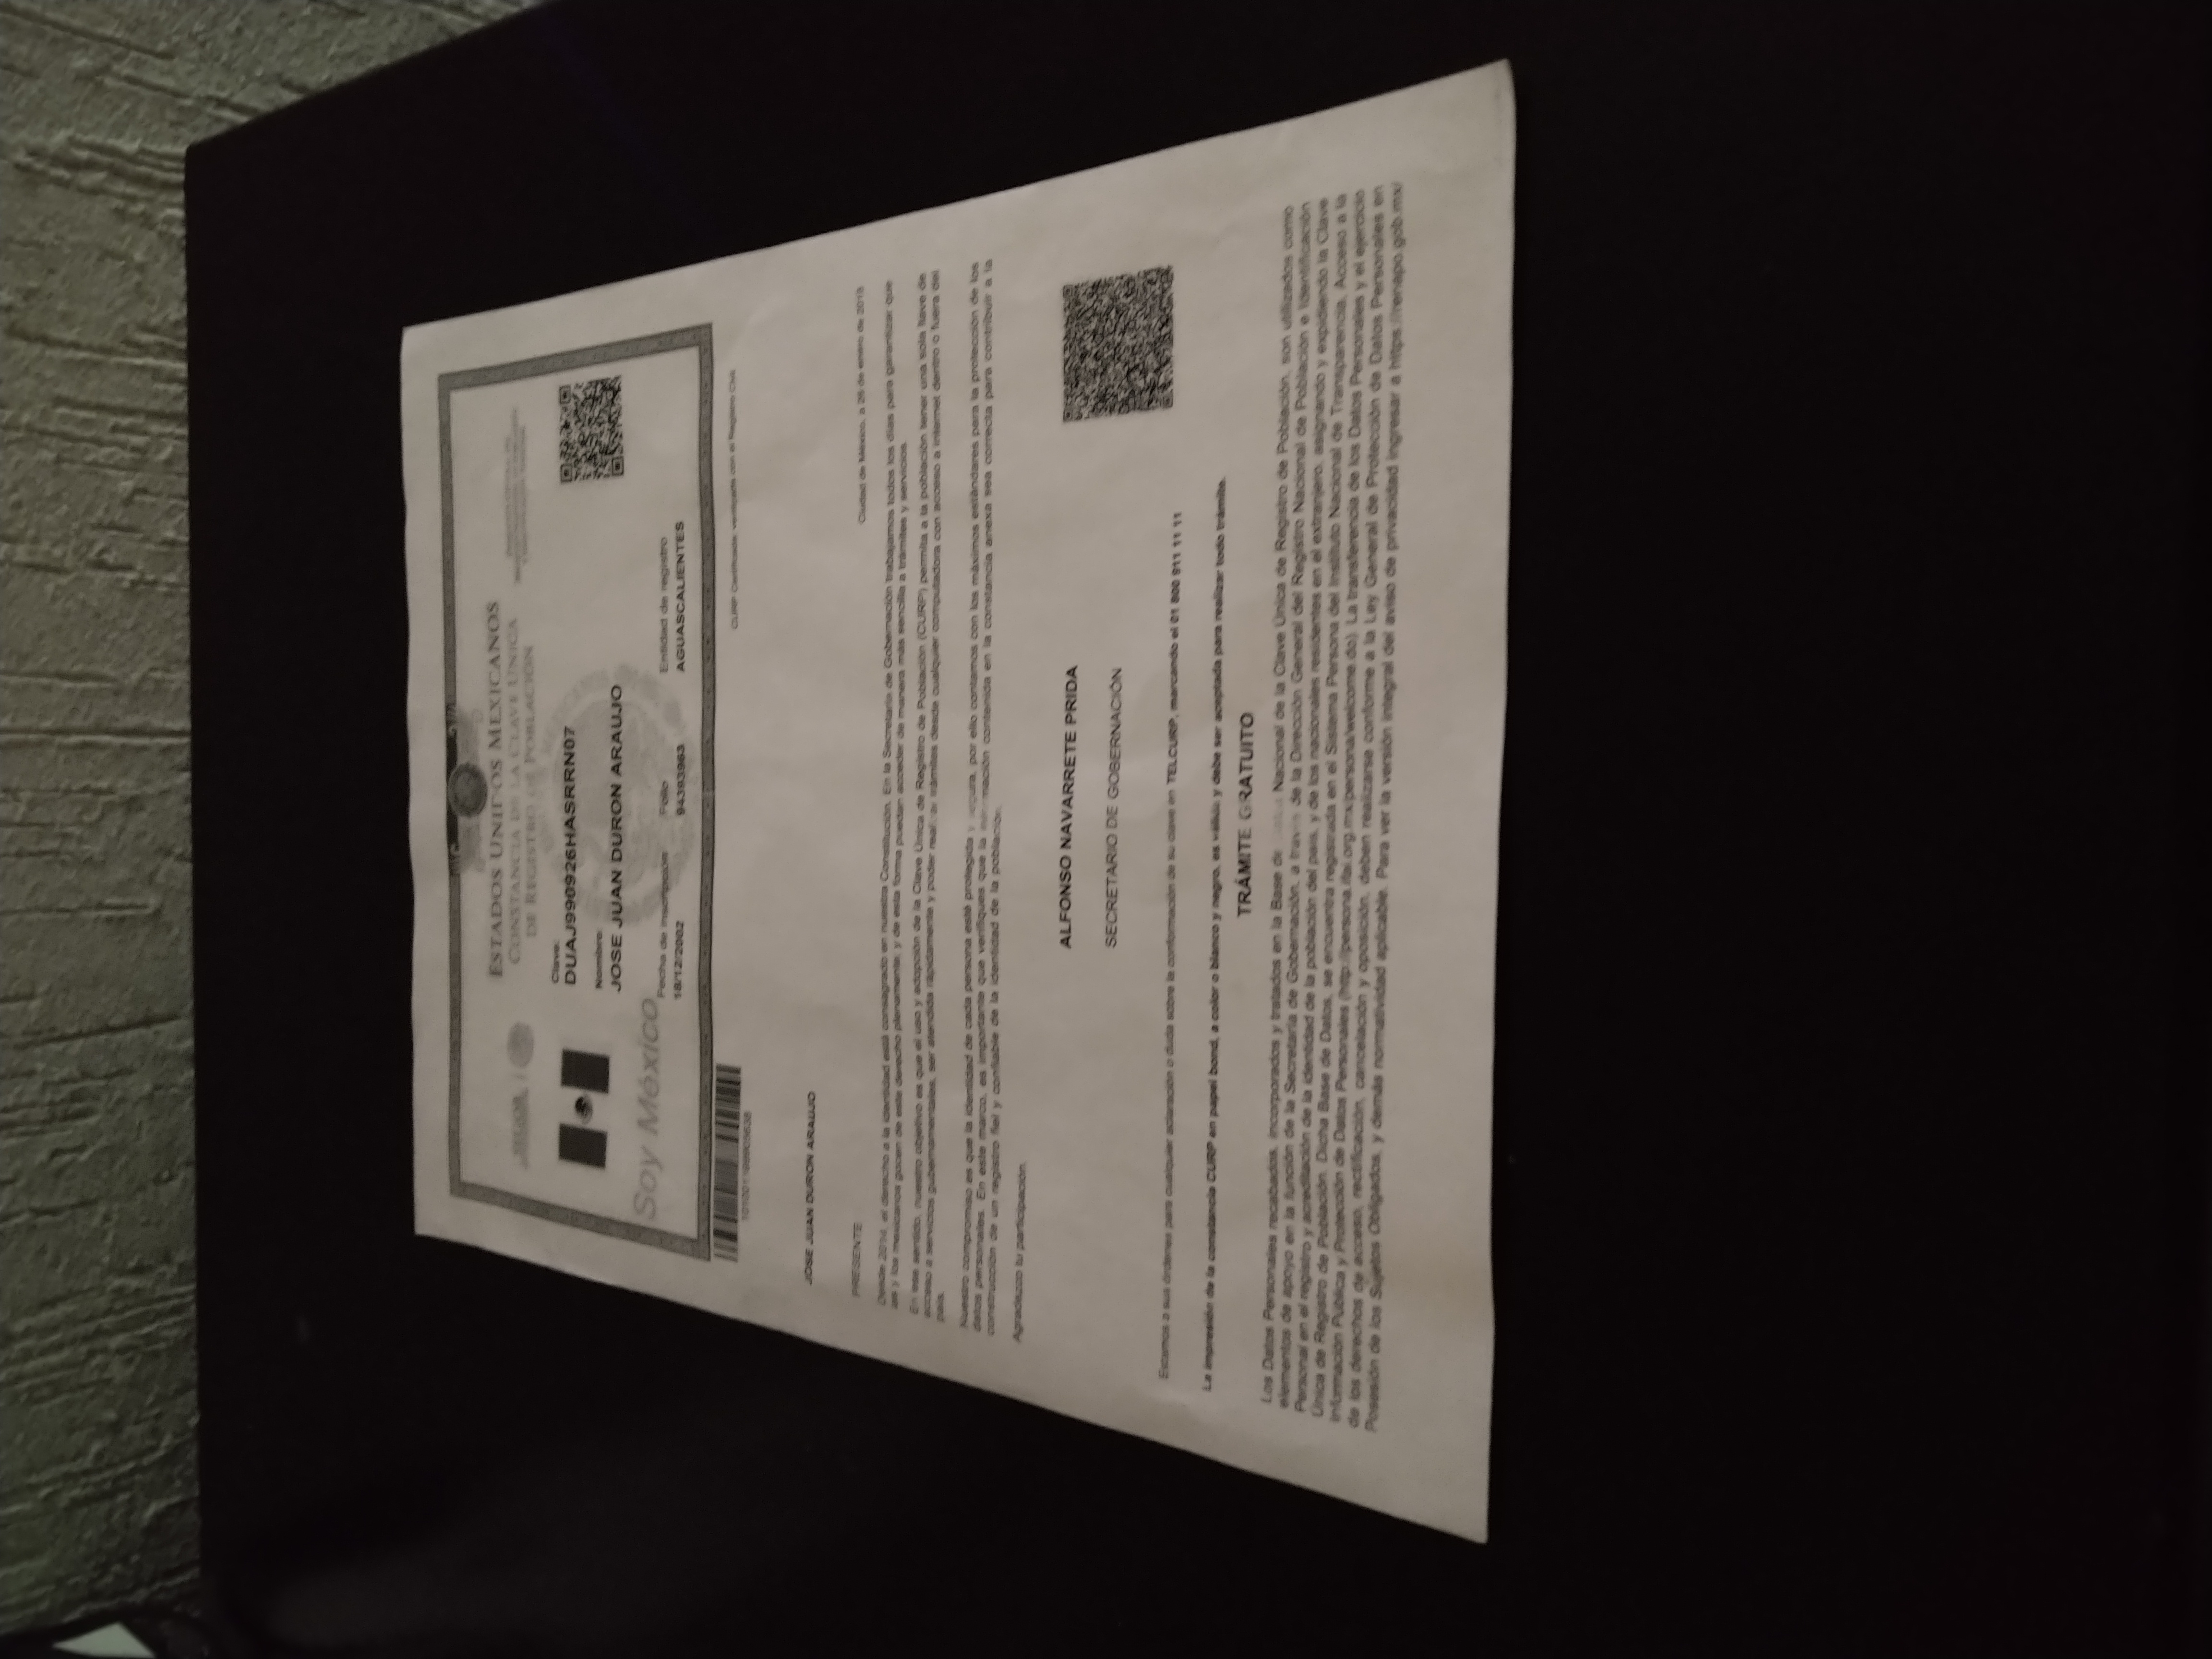 ESTADOS UNIDOS MEXICANOS
CONSTANCIA DE LA CLAVE ÚNICA
DE REGISTRO DE POBLACIÓN
SEGOB
Clave:
DUAJ990926HASRRN07
Nombre:
JOSE JUAN DURON ARAUJO
Soy México
Fecha de inscripción Folio Entidad de registro
18/12/2002 94393963 AGUASCALIENTES
CURP Certificada: verificada con el Registro Civil
JOSE JUAN DURON ARAUJO
PRESENTE
Ciudad de México, a 26 de enero de 2018
Desde 2014, el derecho a la identidad está consagrado en nuestra Constitución. En la Secretaría de Gobernación trabajamos todos los días para garantizar que
las y los mexicanos gocen de este derecho plenamente, y de esta forma puedan acceder de manera más sencilla a trámites y servicios.
En ese sentido, nuestro objetivo es que el uso y adopción de la Clave Única de Registro de Población (CURP) permita a la población tener una sola llave de
acceso a servicios gubernamentales, ser atendida rápidamente y poder realizar trámites desde cualquier computadora con acceso a internet dentro o fuera del
país.
Nuestro compromiso es que la identidad de cada persona esté protegida y segura, por ello contamos con los máximos estándares para la protección de los
datos personales. En este marco, es importante que verifiques que la información contenida en la constancia anexa sea correcta para contribuir a la
construcción de un registro fiel y confiable de la identidad de la población.
Agradezco tu participación.
ALFONSO NAVARRETE PRIDA
SECRETARIO DE GOBERNACIÓN
Estamos a sus órdenes para cualquier aclaración o duda sobre la conformación de su clave en TELCURP, marcando el 01 800 911 11 11
La impresión de la constancia CURP en papel bond, a color o blanco y negro, es válida y debe ser aceptada para realizar todo trámite.
TRÁMITE GRATUITO
Los Datos Personales recabados, incorporados y tratados en la Base de Nacional de la Clave Única de Registro de Población, son utilizados como
elementos de apoyo en la función de la Secretaría de Gobernación, a través de la Dirección General del Registro Nacional de Población e Identificación
Personal en el registro y acreditación de la identidad de la población del país, y de los nacionales residentes en el extranjero, asignando y expidiendo la Clave
Única de Registro de Población. Dicha Base de Datos, se encuentra registrada en el Sistema Persona del Instituto Nacional de Transparencia, Acceso a la
Información Pública y Protección de Datos Personales (http://persona.ifai.org.mx/persona/welcome.do). La transferencia de los Datos Personales y el ejercicio
de los derechos de acceso, rectificación, cancelación y oposición, deben realizarse conforme a la Ley General de Protección de Datos Personales en
Posesión de los Sujetos Obligados, y demás normatividad aplicable. Para ver la versión integral del aviso de privacidad ingresar a https://renapo.gob.mx/